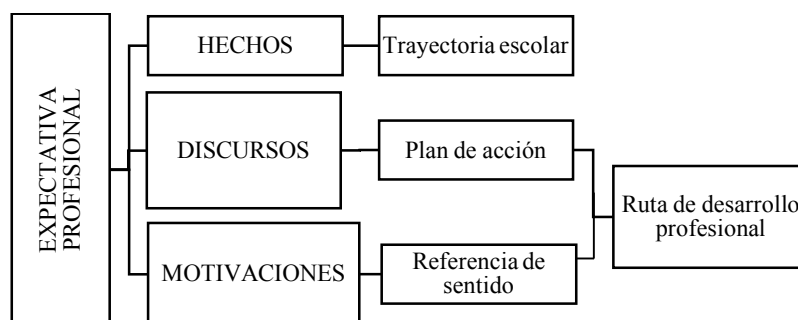 EXPECTATIVA
PROFESIONAL
HECHOS
Trayectoria escolar
DISCURSOS
Plan de acción
MOTIVACIONES
Referencia de
sentido
Ruta de desarrollo
profesional